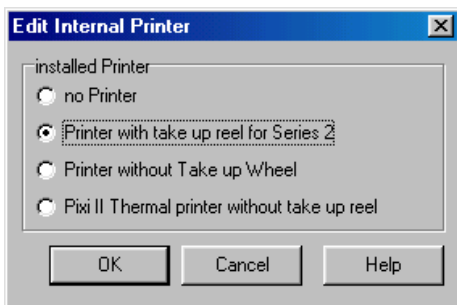 Edit Internal Printer
installed Printer
no Printer
Printer with take up reel for Series 2
Printer without Take up Wheel
Pixi II Thermal printer without take up reel
OK Cancel Help